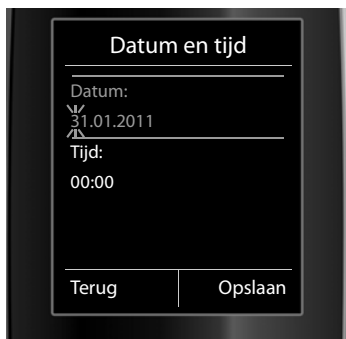 Datum en tijd
Datum:
31.01.2011
Tijd:
00:00
Terug Opslaan